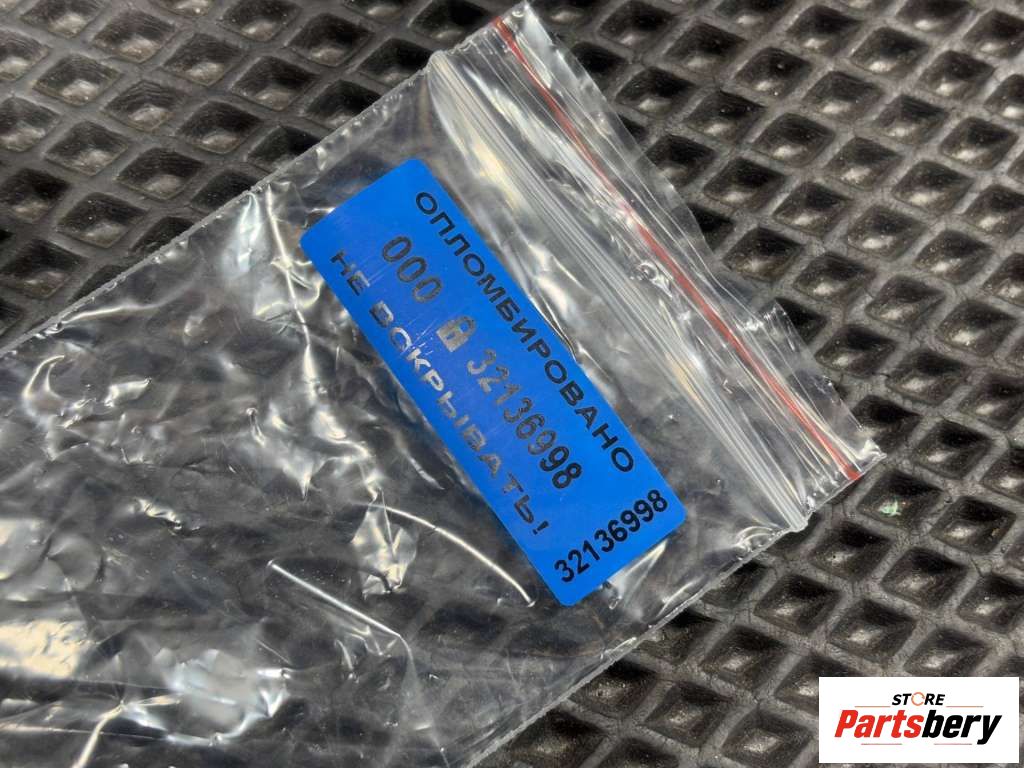 ОПЛОМБИРОВАНО
000 32136998
НЕ ВСКРЫВАТЬ!
32136998
STORE
Partsbery